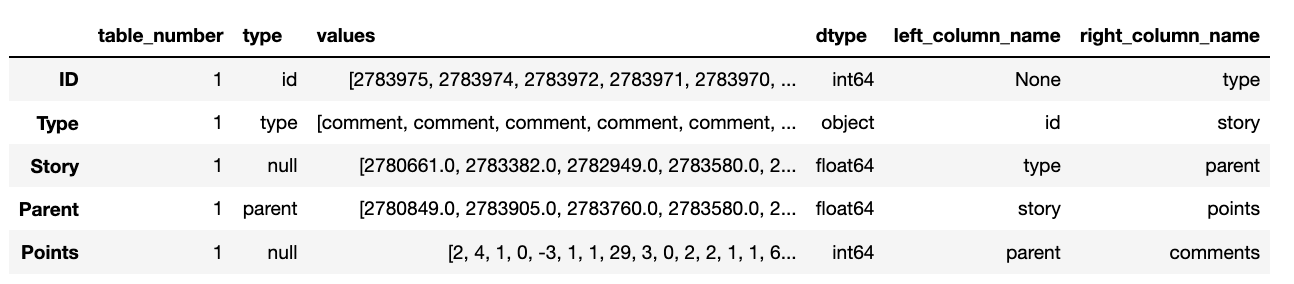 table_number type values dtype left_column_name right_column_name
ID 1 id [2783975, 2783974, 2783972, 2783971, 2783970, ... int64 None type
Type 1 type [comment, comment, comment, comment, comment, ... object id story
Story 1 null [2780661.0, 2783382.0, 2782949.0, 2783580.0, 2... float64 type parent
Parent 1 parent [2780849.0, 2783905.0, 2783760.0, 2783580.0, 2... float64 story points
Points 1 null [2, 4, 1, 0, -3, 1, 1, 29, 3, 0, 2, 2, 1, 1, 6... int64 parent comments